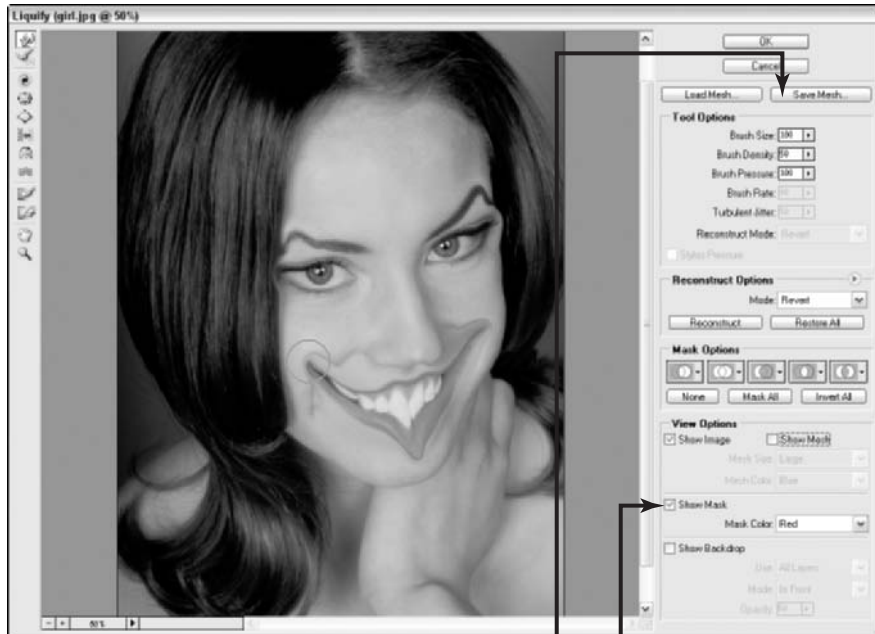 Liquify (girl.jpg @ 50%)
OK
Cancel
Load Mesh... Save Mesh...
Tool Options
Brush Size: 100
Brush Density: 50
Brush Pressure: 100
Brush Rate:
Turbulent Jitter:
Reconstruct Mode: Revert
Stylus Pressure
Reconstruct Options
Mode: Revert
Reconstruct Restore All
Mask Options
None Mask All Invert All
View Options
Show Image Show Mesh
Mesh Size: Large
Mesh Color: Blue
Show Mask
Mask Color: Red
Show Backdrop
Use: All Layers
Mode: In Front
Opacity:
50%